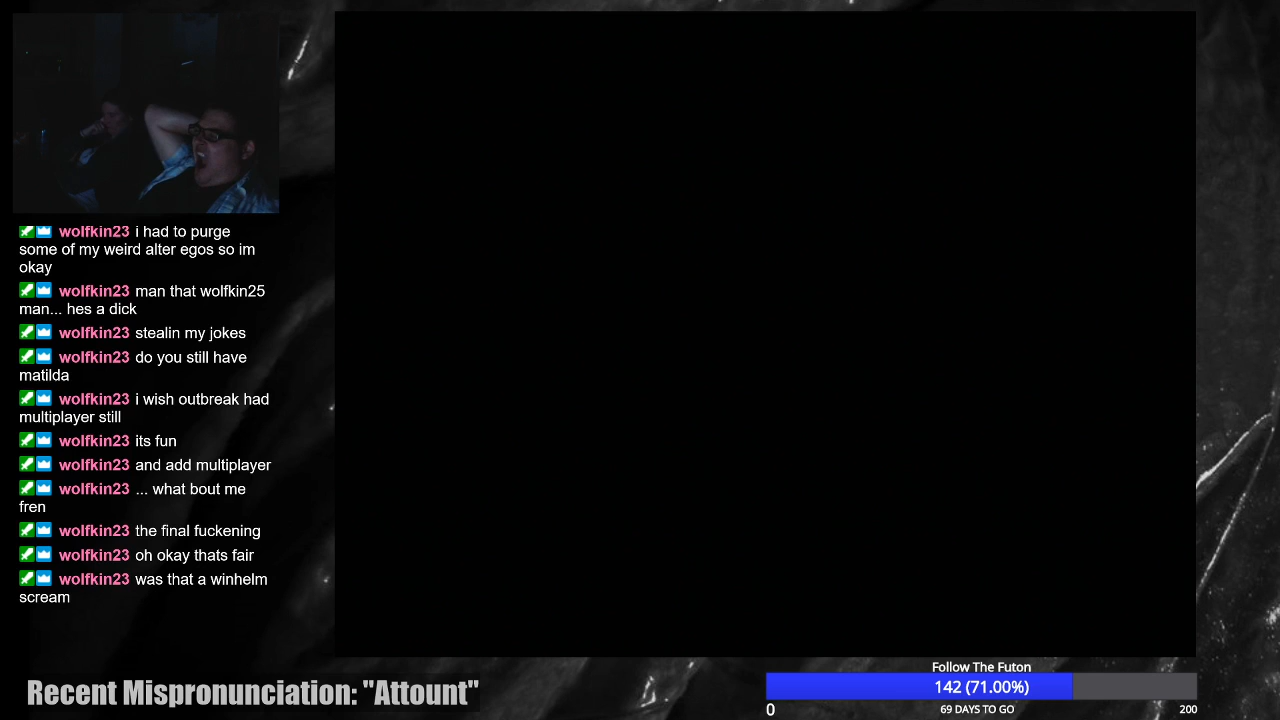 wolfkin23 i had to purge
some of my weird alter egos so im
okay
wolfkin23 man that wolfkin25
man... hes a dick
wolfkin23 stealin my jokes
wolfkin23 do you still have
matilda
wolfkin23 i wish outbreak had
multiplayer still
wolfkin23 its fun
wolfkin23 and add multiplayer
wolfkin23 ... what bout me
fren
wolfkin23 the final fuckening
wolfkin23 oh okay thats fair
wolfkin23 was that a winhelm
scream
Recent Mispronunciation: "Attount"
Follow The Futon
142 (71.00%)
0 69 DAYS TO GO 200